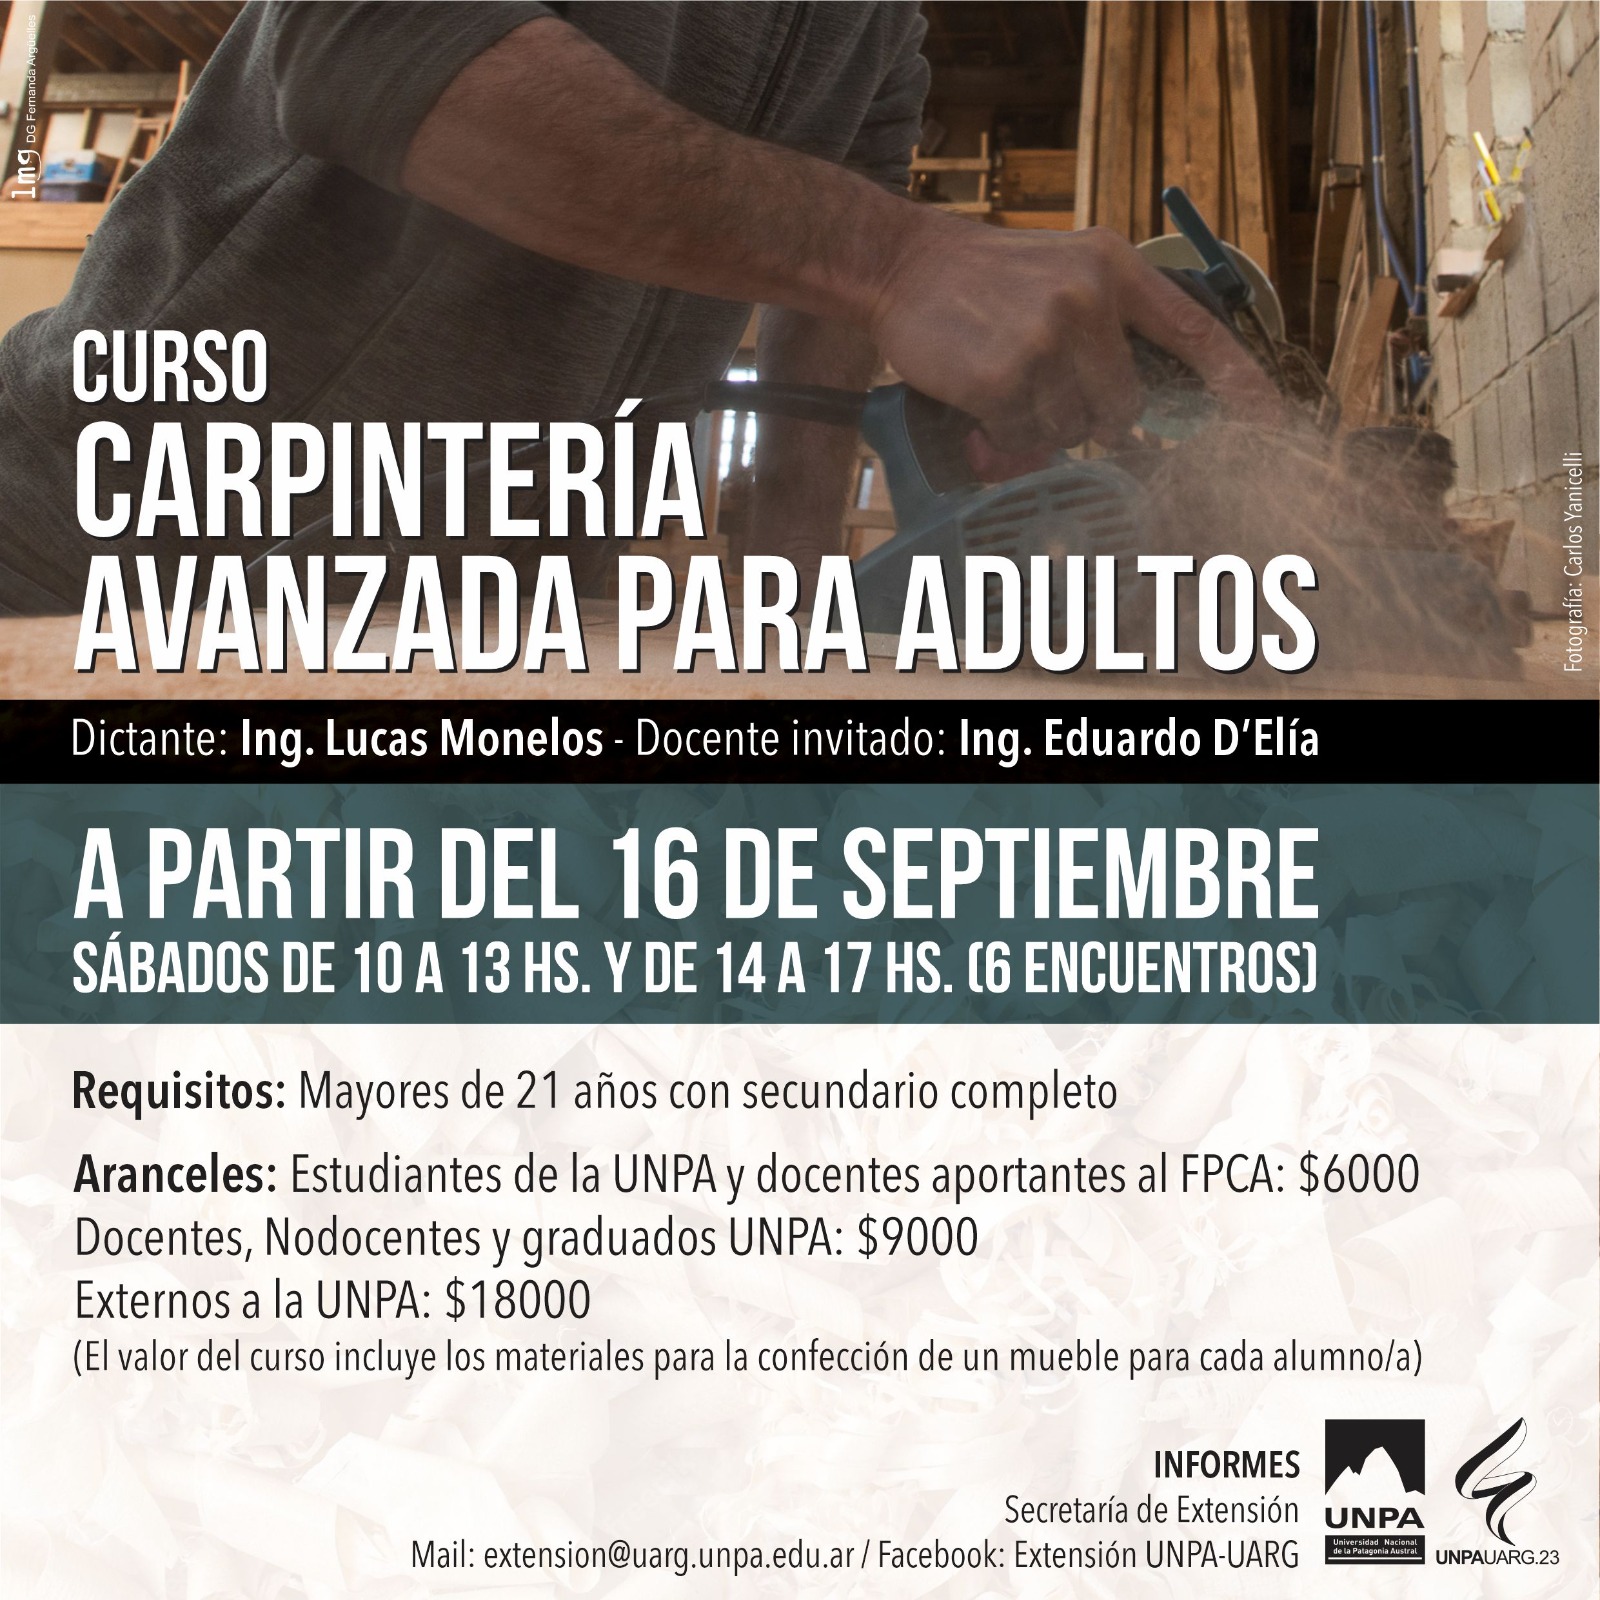 1mg DG Fernanda Argüelles
CURSO
CARPINTERÍA
AVANZADA PARA ADULTOS
Fotografía: Carlos Yanicelli
Dictante: Ing. Lucas Monelos - Docente invitado: Ing. Eduardo D'Elía
A PARTIR DEL 16 DE SEPTIEMBRE
SÁBADOS DE 10 A 13 HS. Y DE 14 A 17 HS. (6 ENCUENTROS)
Requisitos: Mayores de 21 años con secundario completo
Aranceles: Estudiantes de la UNPA y docentes aportantes al FPCA: $6000
Docentes, Nodocentes y graduados UNPA: $9000
Externos a la UNPA: $18000
(El valor del curso incluye los materiales para la confección de un mueble para cada alumno/a)
INFORMES
Secretaría de Extensión
Mail: extension@uarg.unpa.edu.ar / Facebook: Extensión UNPA-UARG
UNPA
Universidad Nacional
de la Patagonia Austral
UNPAUARG.23